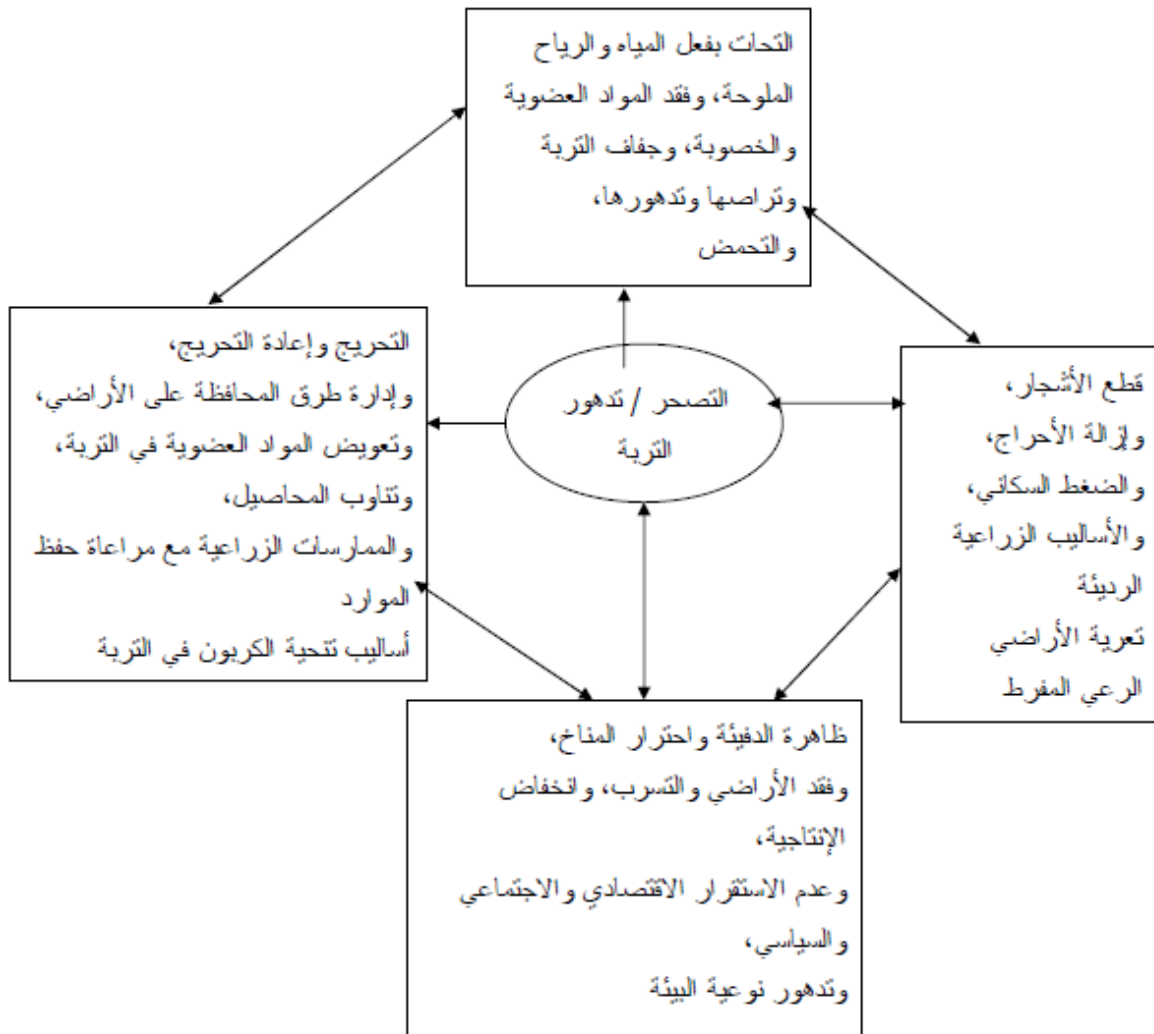 التحات بفعل المياه والرياح
الملوحة، وفقد المواد العضوية
والخصوبة، وجفاف التربة
وتراصها وتدهورها،
والتحمض
التصحر / تدهور
التربة
قطع الأشجار،
وإزالة الأحراج،
والضغط السكاني،
والأساليب الزراعية
الرديئة
تعرية الأراضي
الرعي المفرط
التحريج وإعادة التحريج،
وإدارة طرق المحافظة على الأراضي،
وتعويض المواد العضوية في التربة،
وتناوب المحاصيل،
والممارسات الزراعية مع مراعاة حفظ
الموارد
أساليب تنحية الكربون في التربة
ظاهرة الدفيئة واحترار المناخ،
وفقد الأراضي والتسرب، وانخفاض
الإنتاجية،
وعدم الاستقرار الاقتصادي والاجتماعي
والسياسي،
وتدهور نوعية البيئة